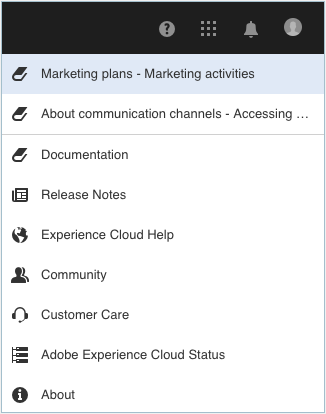 Marketing plans - Marketing activities
About communication channels - Accessing ...
Documentation
Release Notes
Experience Cloud Help
Community
Customer Care
Adobe Experience Cloud Status
About